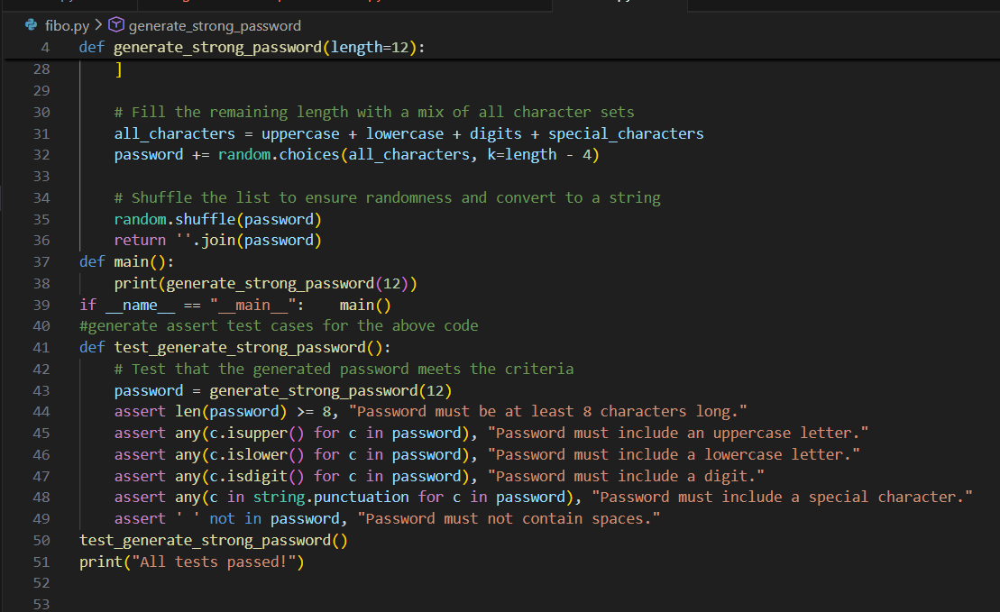 fibo.py > generate_strong_password
4 def generate_strong_password(length=12):
28 ]
29
30 # Fill the remaining length with a mix of all character sets
31 all_characters = uppercase + lowercase + digits + special_characters
32 password += random.choices(all_characters, k=length - 4)
33
34 # Shuffle the list to ensure randomness and convert to a string
35 random.shuffle(password)
36 return ''.join(password)
37 def main():
38 print(generate_strong_password(12))
39 if __name__ == "__main__":    main()
40 #generate assert test cases for the above code
41 def test_generate_strong_password():
42 # Test that the generated password meets the criteria
43 password = generate_strong_password(12)
44 assert len(password) >= 8, "Password must be at least 8 characters long."
45 assert any(c.isupper() for c in password), "Password must include an uppercase letter."
46 assert any(c.islower() for c in password), "Password must include a lowercase letter."
47 assert any(c.isdigit() for c in password), "Password must include a digit."
48 assert any(c in string.punctuation for c in password), "Password must include a special character."
49 assert ' ' not in password, "Password must not contain spaces."
50 test_generate_strong_password()
51 print("All tests passed!")
52
53